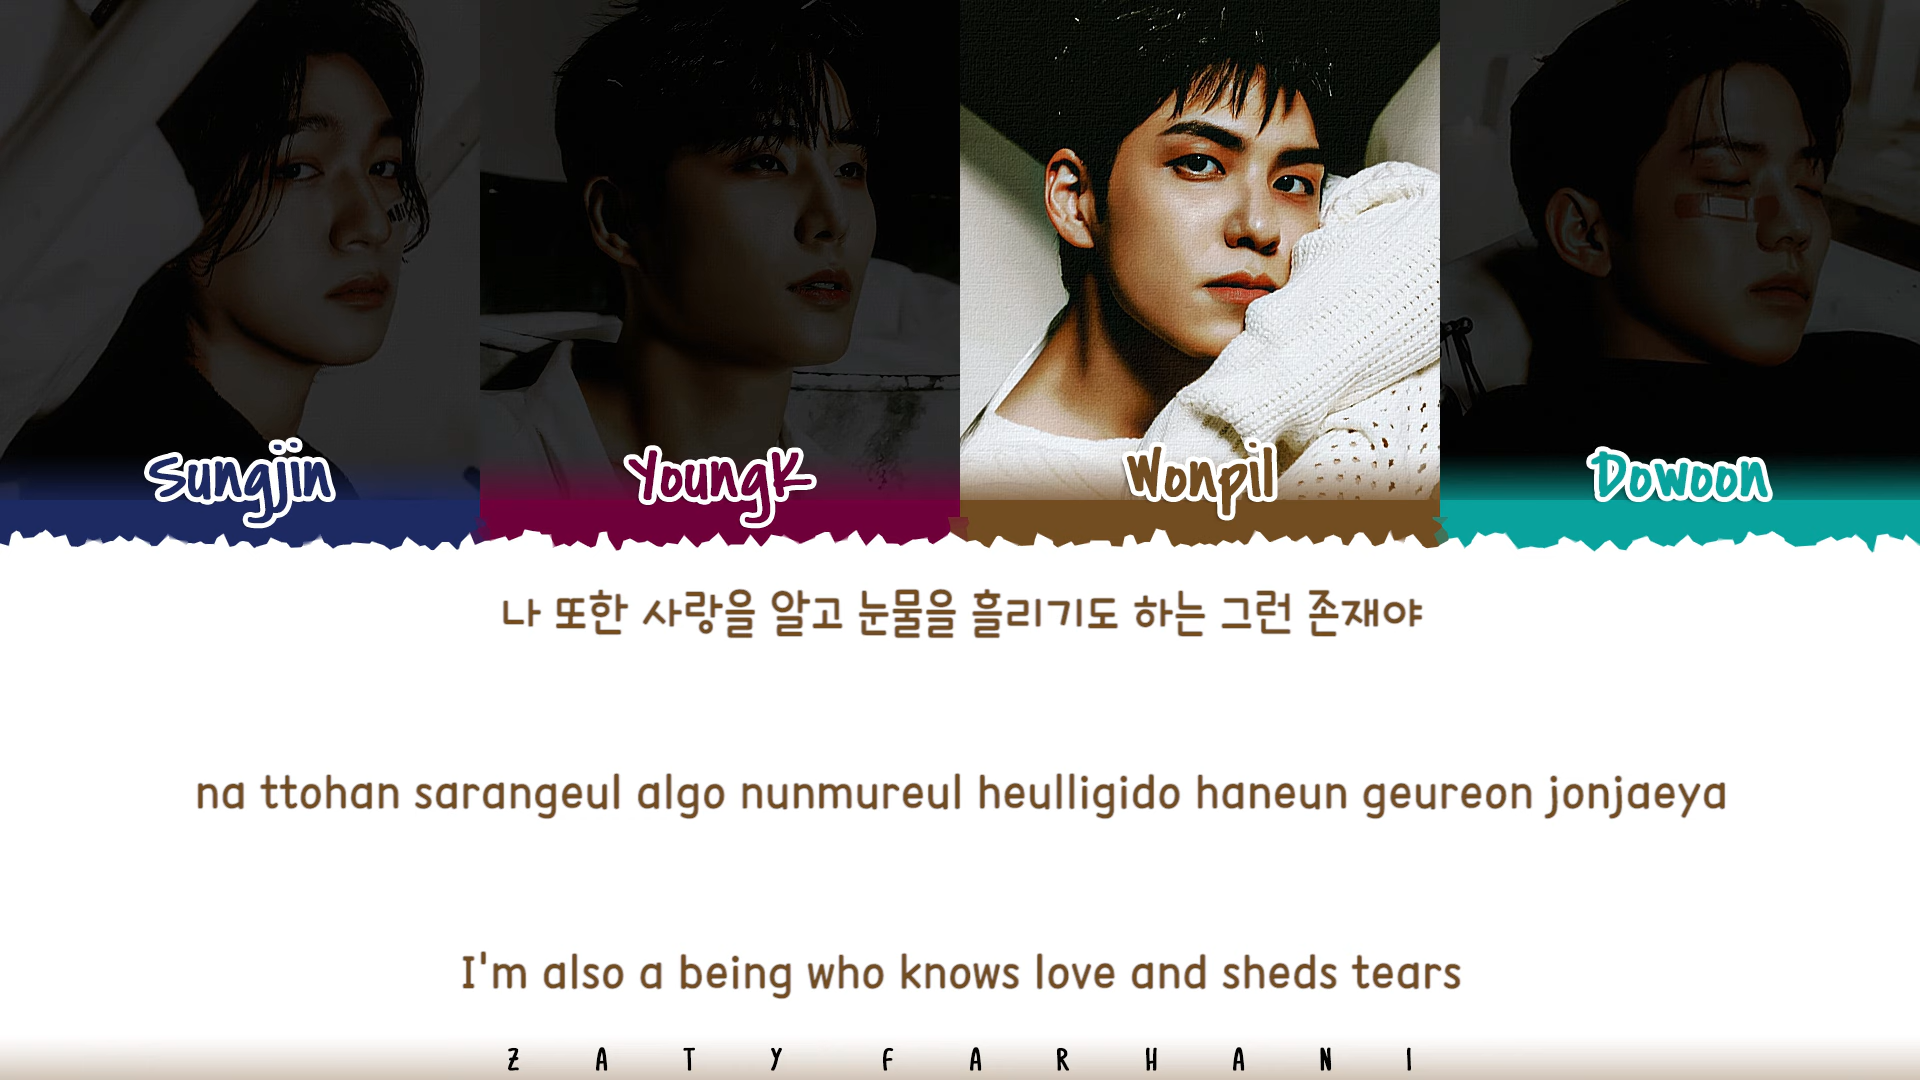 Sungjin YoungK Wonpil Dowoon
나 또한 사랑을 알고 눈물을 흘리기도 하는 그런 존재야
na ttohan sarangeul algo nunmureul heulligido haneun geureon jonjaeya
I'm also a being who knows love and sheds tears
ZATY FARHANI